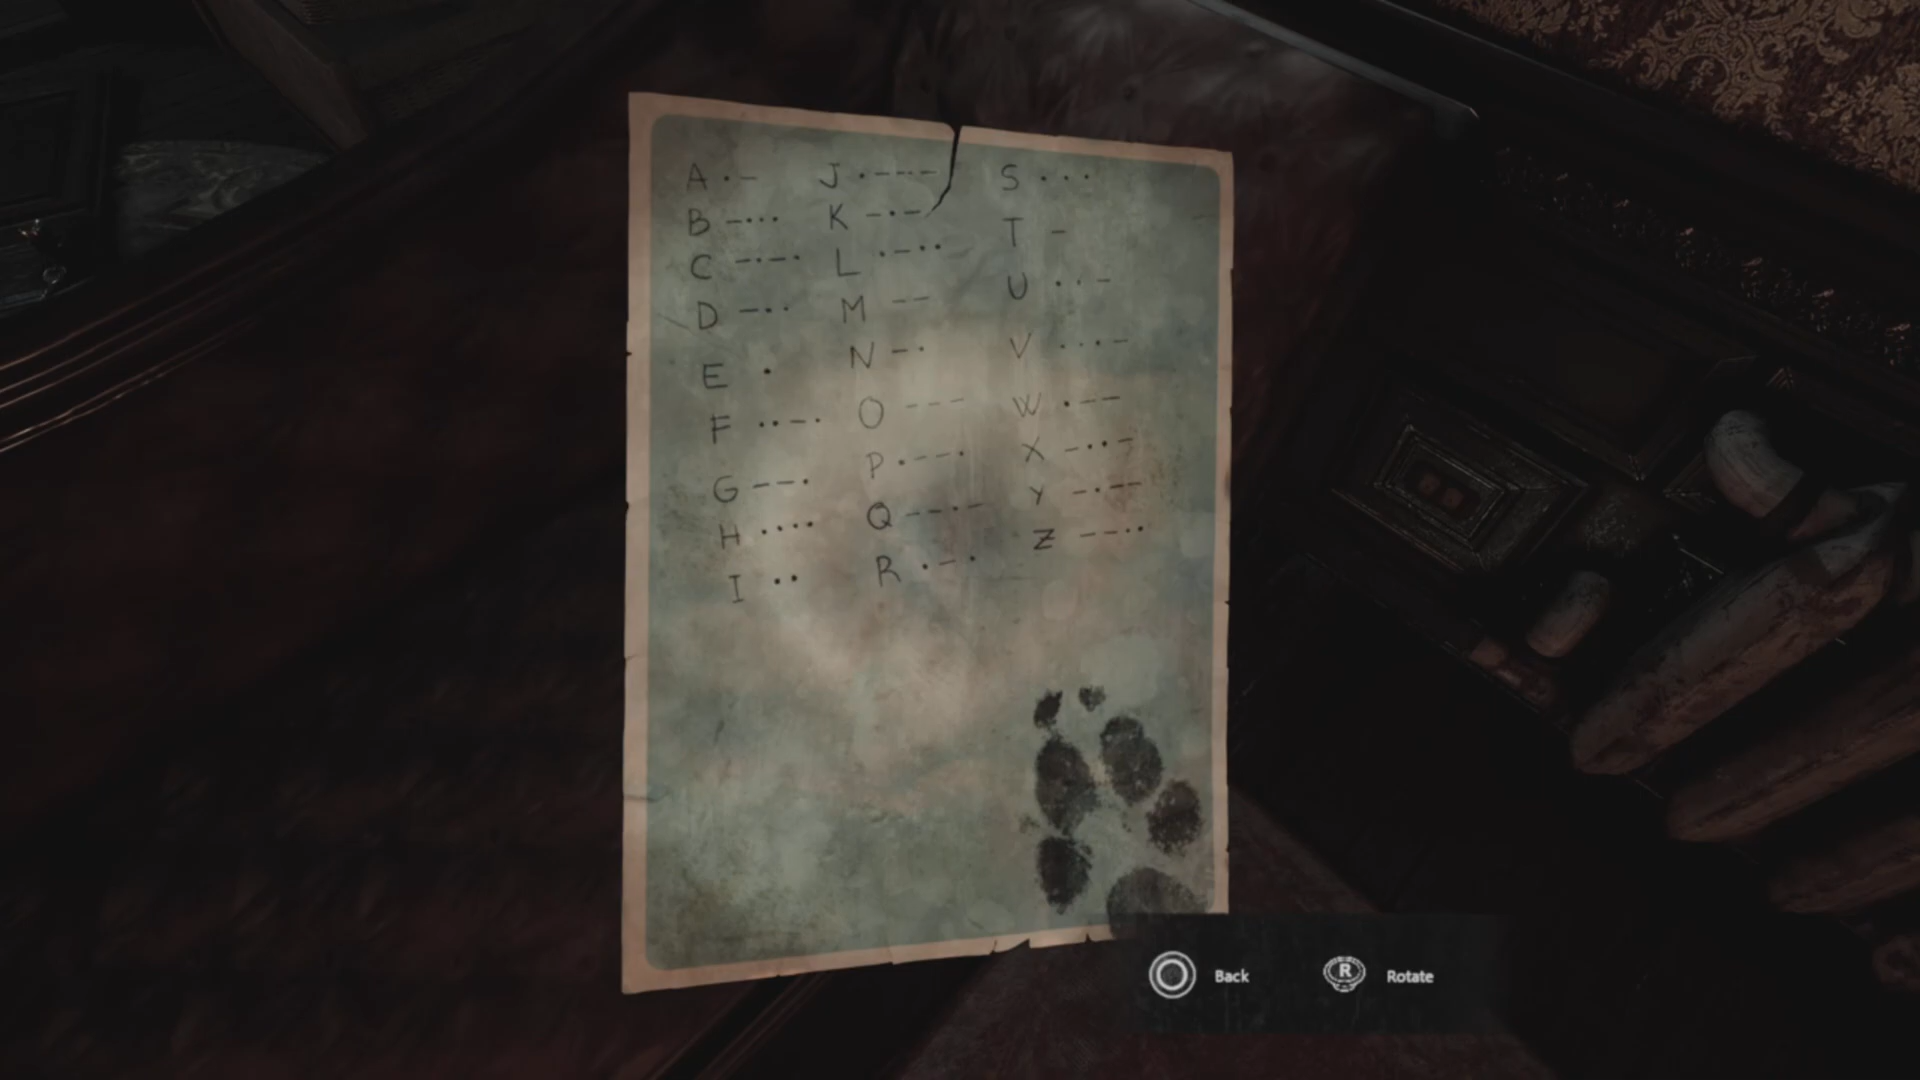 A ·–
B –···
C –·–·
D –··
E ·
F ··–·
G ––·
H ····
I ··
J ·–––
K –·–
L ·–··
M ––
N –·
O –––
P ·––·
Q ––·–
R ·–·
S ···
T –
U ··–
V ···–
W ·––
X –··–
Y –·––
Z ––··
Back
R Rotate